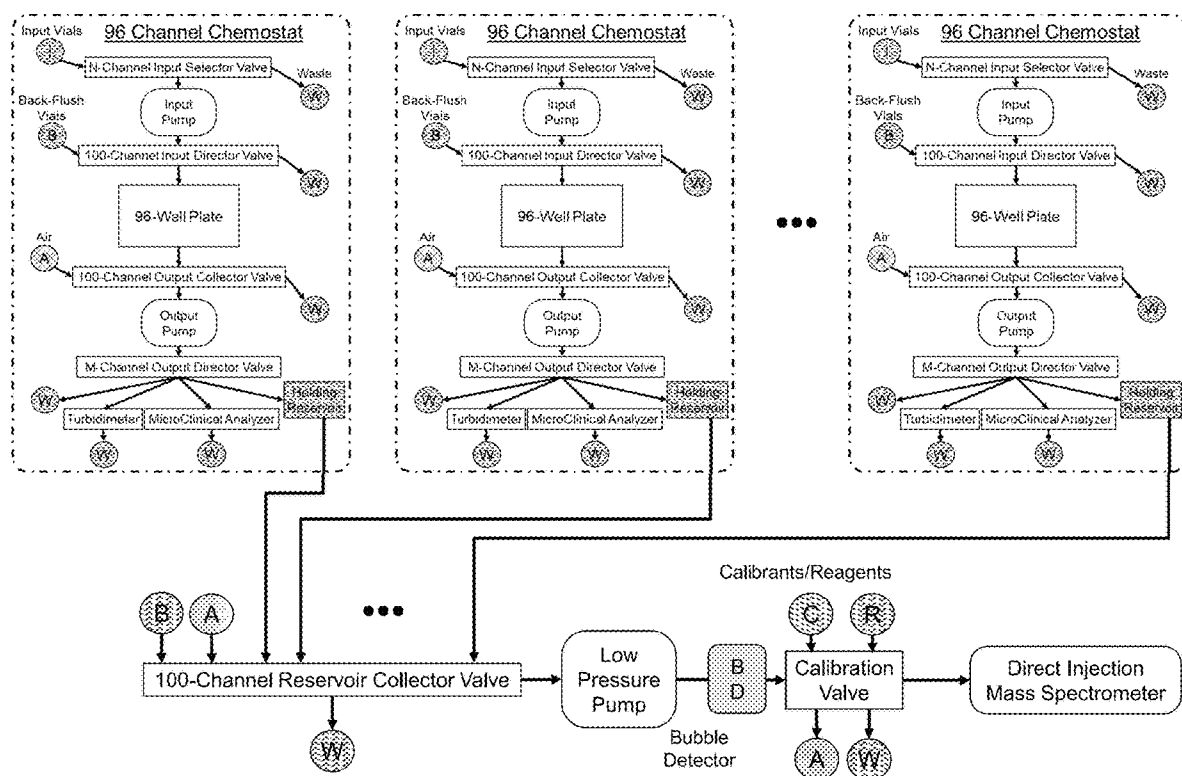 96 Channel Chemostat
Input Vials
I
N-Channel Input Selector Valve
Waste
W
Back-Flush
Vials
Input
Pump
B
100-Channel Input Director Valve
W
96-Well Plate
Air
A
100-Channel Output Collector Valve
W
Output
Pump
M-Channel Output Director Valve
W
Holding
Reservoir
Turbidimeter
MicroClinical Analyzer
W
W
96 Channel Chemostat
Input Vials
I
N-Channel Input Selector Valve
Waste
W
Back-Flush
Vials
Input
Pump
B
100-Channel Input Director Valve
W
96-Well Plate
Air
A
100-Channel Output Collector Valve
W
Output
Pump
M-Channel Output Director Valve
W
Holding
Reservoir
Turbidimeter
MicroClinical Analyzer
W
W
96 Channel Chemostat
Input Vials
I
N-Channel Input Selector Valve
Waste
W
Back-Flush
Vials
Input
Pump
B
100-Channel Input Director Valve
W
96-Well Plate
Air
A
100-Channel Output Collector Valve
W
Output
Pump
M-Channel Output Director Valve
W
Holding
Reservoir
Turbidimeter
MicroClinical Analyzer
W
W
Calibrants/Reagents
B
A
C
R
100-Channel Reservoir Collector Valve
Low
Pressure
Pump
B
D
Calibration
Valve
Direct Injection
Mass Spectrometer
W
Bubble
Detector
A
W